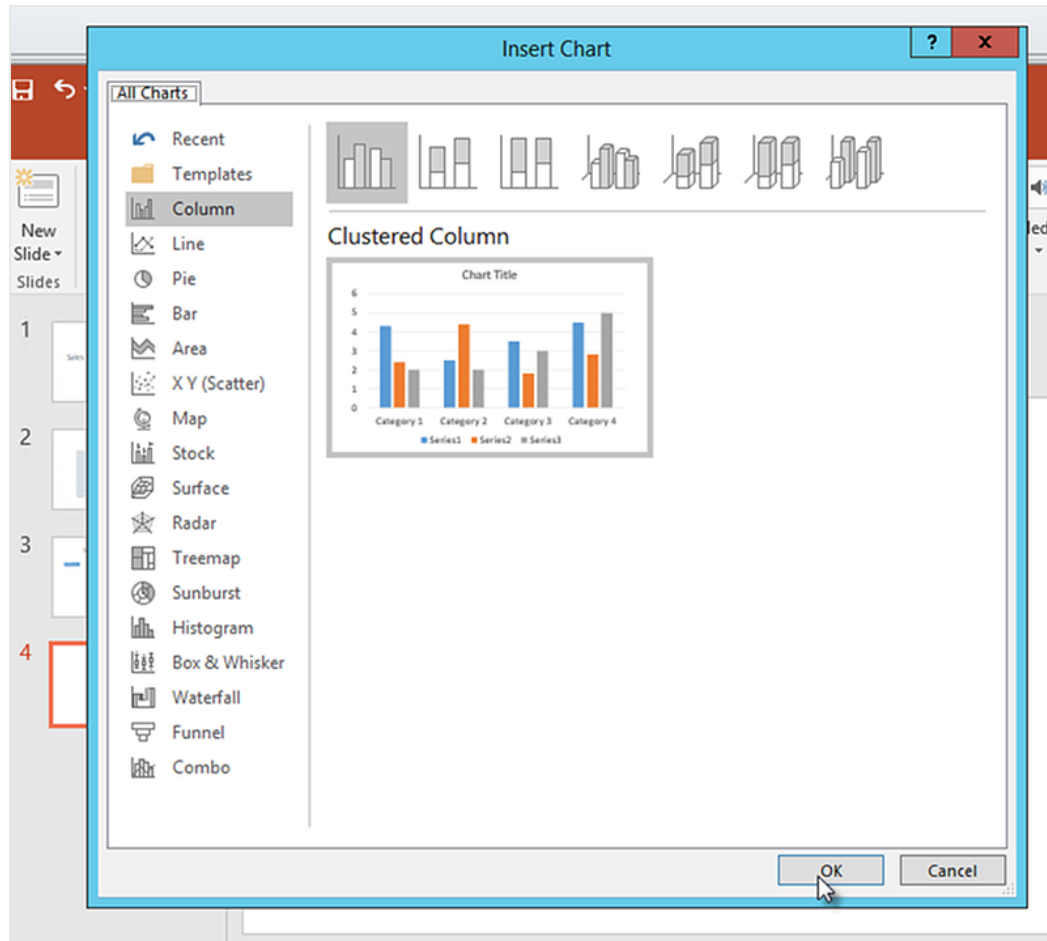 Insert Chart
?
x
All Charts
Recent
Templates
Column
Line
Pie
Bar
Area
X Y (Scatter)
Map
Stock
Surface
Radar
Treemap
Sunburst
Histogram
Box & Whisker
Waterfall
Funnel
Combo
Clustered Column
Chart Title
6
5
4
3
2
1
0
Category 1 Category 2 Category 3 Category 4
Series1 Series2 Series3
OK
Cancel
New
Slide
Slides
1
Sales
2
3
4